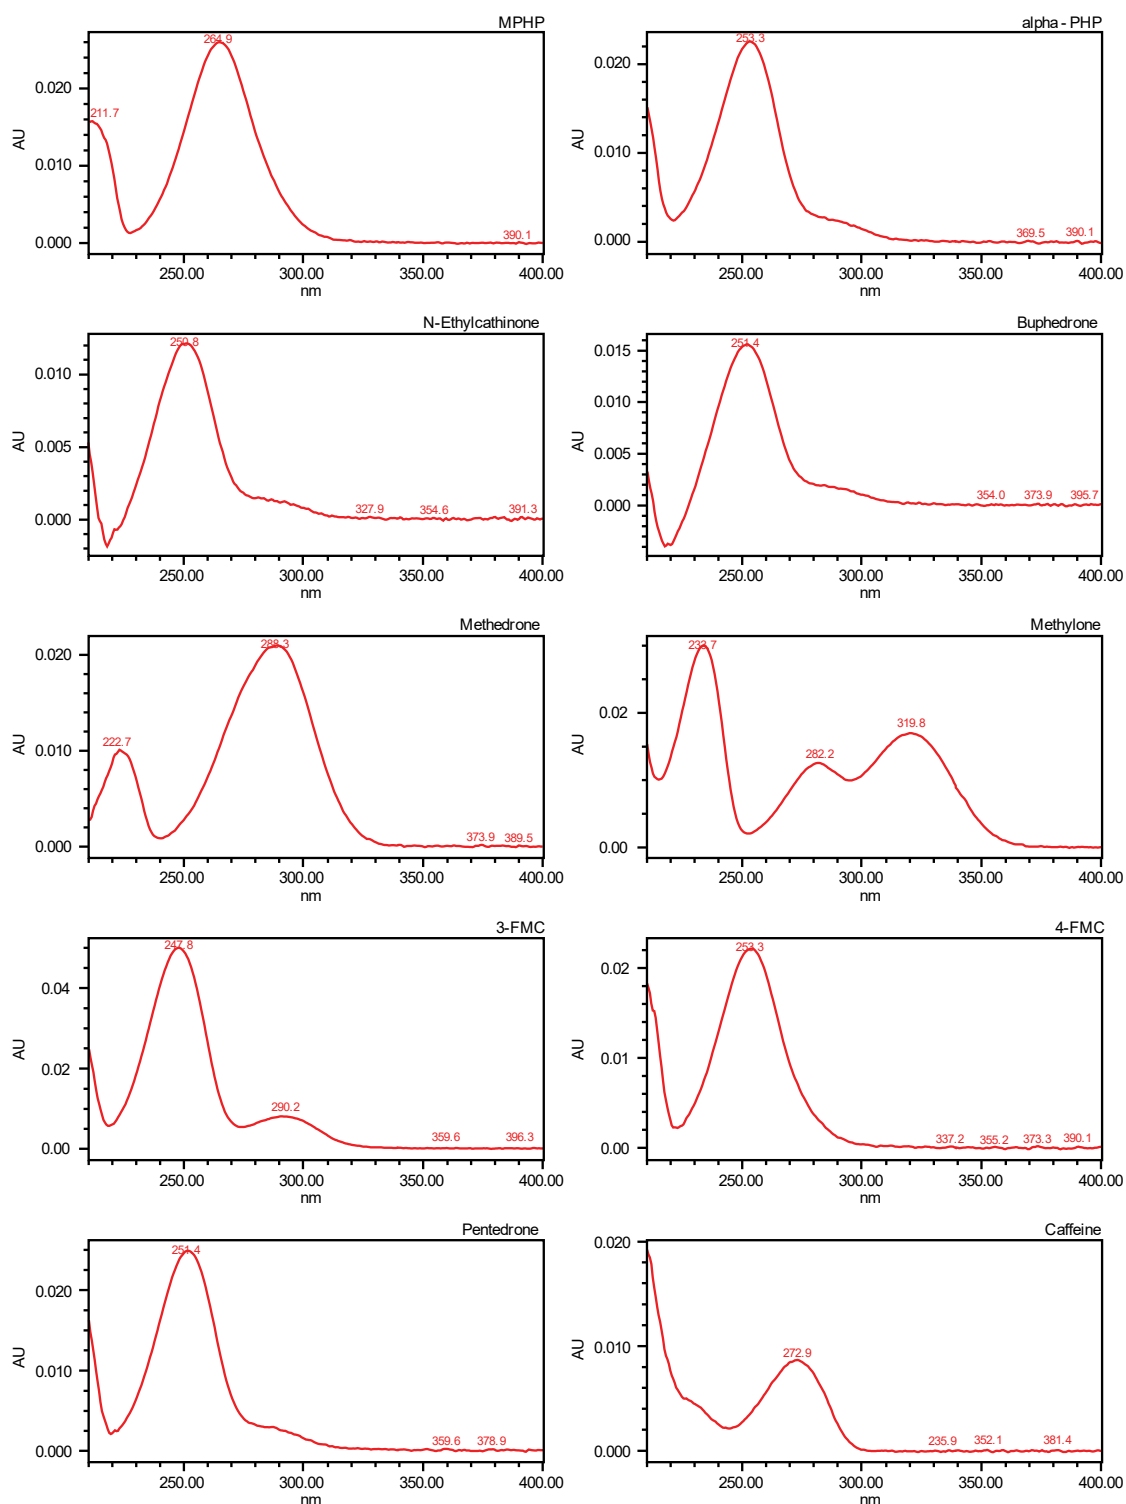 MPHP
264.9
211.7
390.1
0.020
0.010
0.000
AU
250.00 300.00 350.00 400.00
nm
alpha - PHP
253.3
369.5 390.1
0.020
0.010
0.000
AU
250.00 300.00 350.00 400.00
nm
N-Ethylcathinone
250.8
327.9 354.6 391.3
0.010
0.005
0.000
AU
250.00 300.00 350.00 400.00
nm
Buphedrone
251.4
354.0 373.9 395.7
0.015
0.010
0.005
0.000
AU
250.00 300.00 350.00 400.00
nm
Methedrone
288.3
222.7
373.9 389.5
0.020
0.010
0.000
AU
250.00 300.00 350.00 400.00
nm
Methylone
233.7
319.8
282.2
0.02
0.00
AU
250.00 300.00 350.00 400.00
nm
3-FMC
247.8
290.2
359.6 396.3
0.04
0.02
0.00
AU
250.00 300.00 350.00 400.00
nm
4-FMC
253.3
337.2 355.2 373.3 390.1
0.02
0.01
0.00
AU
250.00 300.00 350.00 400.00
nm
Pentedrone
251.4
359.6 378.9
0.020
0.010
0.000
AU
250.00 300.00 350.00 400.00
nm
Caffeine
272.9
235.9 352.1 381.4
0.020
0.010
0.000
AU
250.00 300.00 350.00 400.00
nm